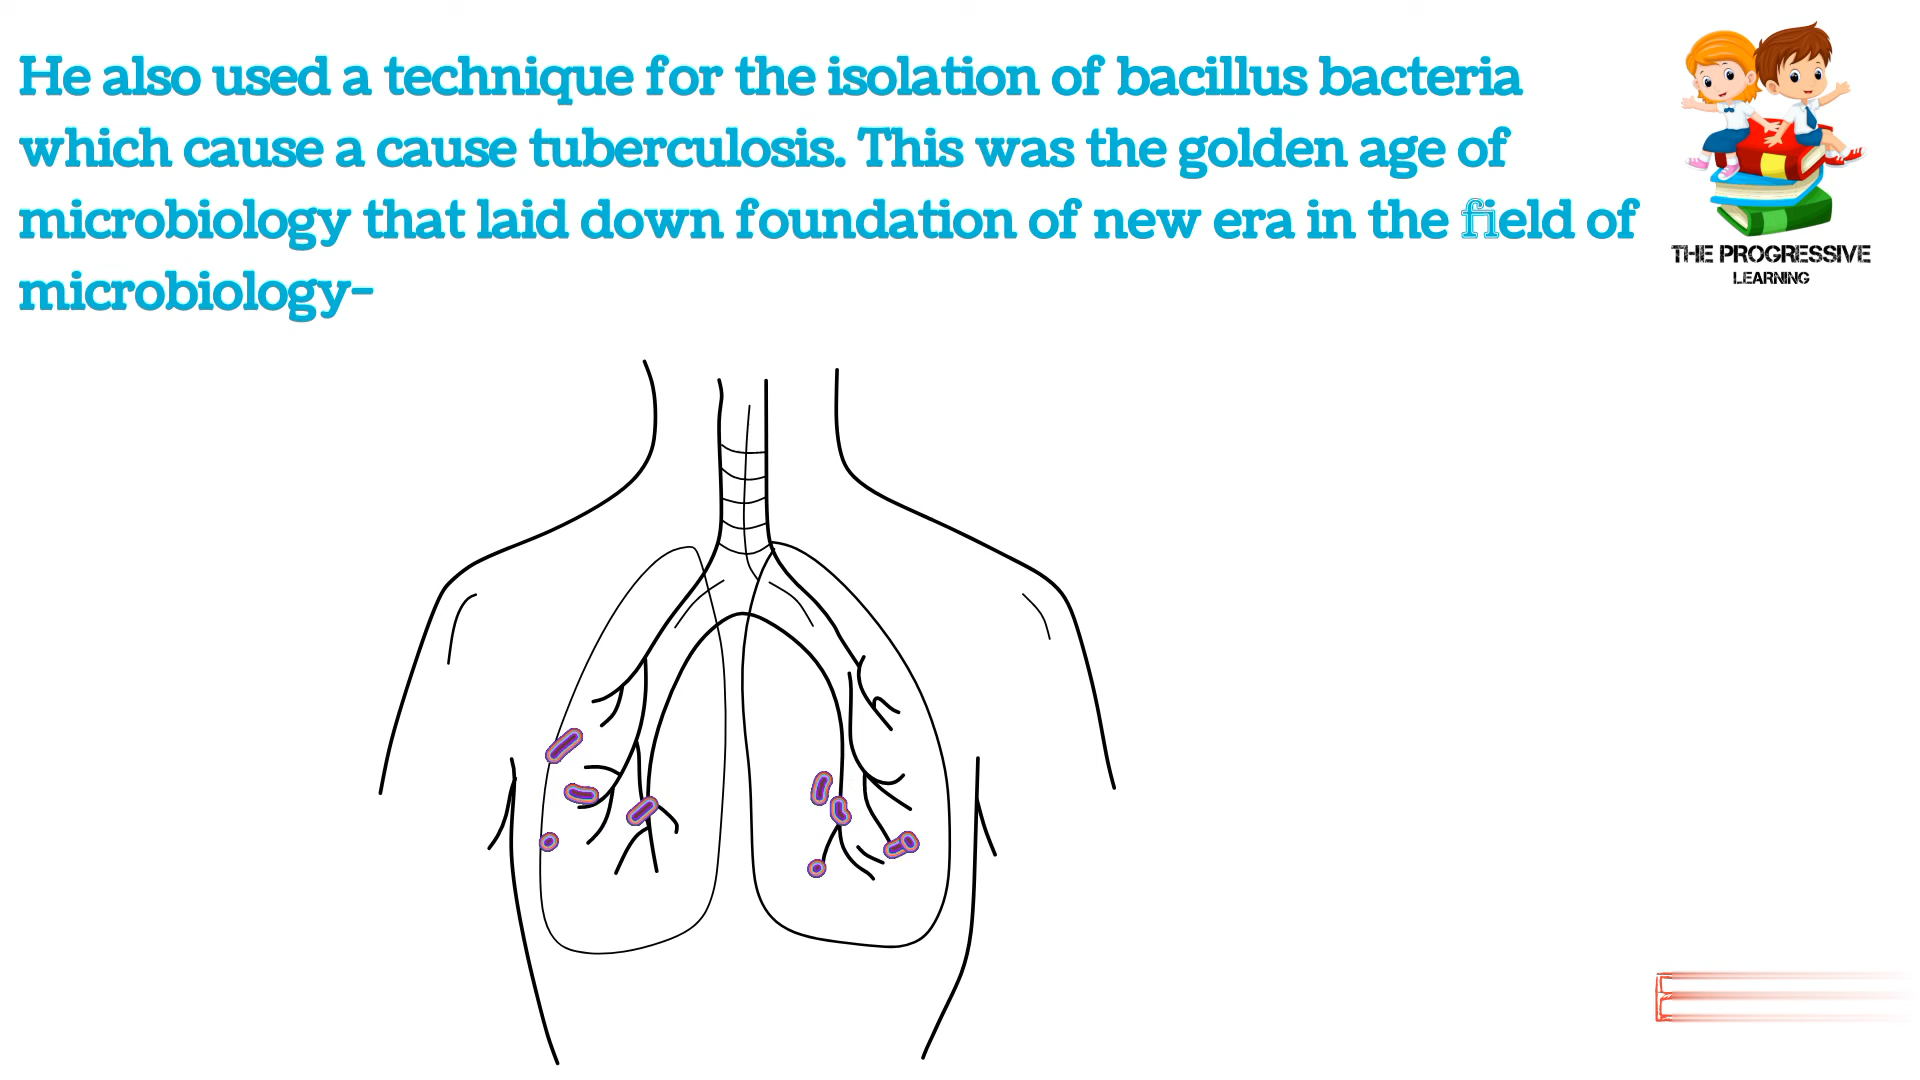 He also used a technique for the isolation of bacillus bacteria
which cause a cause tuberculosis. This was the golden age of
microbiology that laid down foundation of new era in the field of
microbiology-
THE PROGRESSIVE
LEARNING